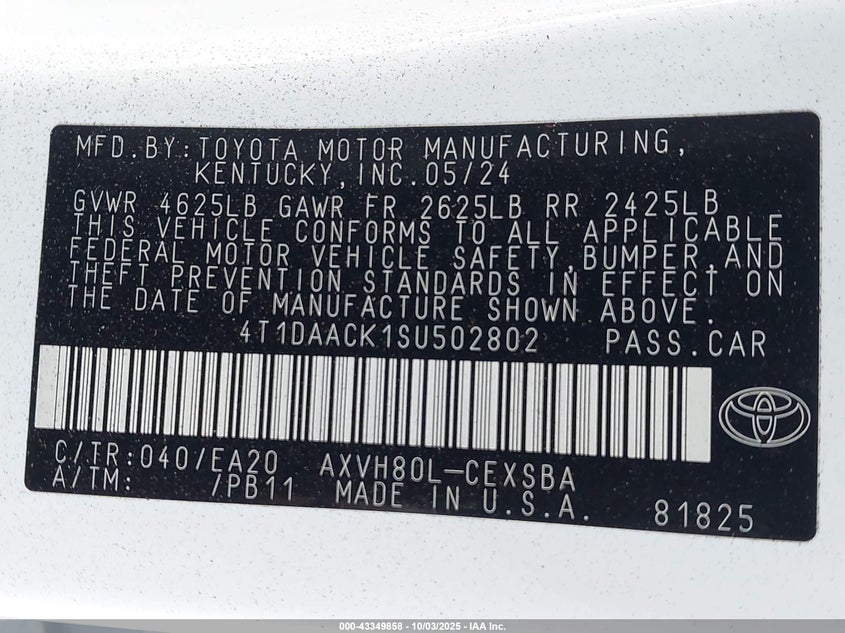 MFD.BY:TOYOTA MOTOR MANUFACTURING,
KENTUCKY,INC.05/24
GVWR 4625LB GAWR FR 2625LB RR 2425LB
THIS VEHICLE CONFORMS TO ALL APPLICABLE
FEDERAL MOTOR VEHICLE SAFETY,BUMPER,AND
THEFT PREVENTION STANDARDS IN EFFECT ON
THE DATE OF MANUFACTURE SHOWN ABOVE.
4T1DAACK1SU502802 PASS.CAR
C/TR:040/EA20 AXVH80L-CEXSBA
A/TM: /PB11 MADE IN U.S.A. 81825
000-43349858 - 10/03/2025 - IAA Inc.